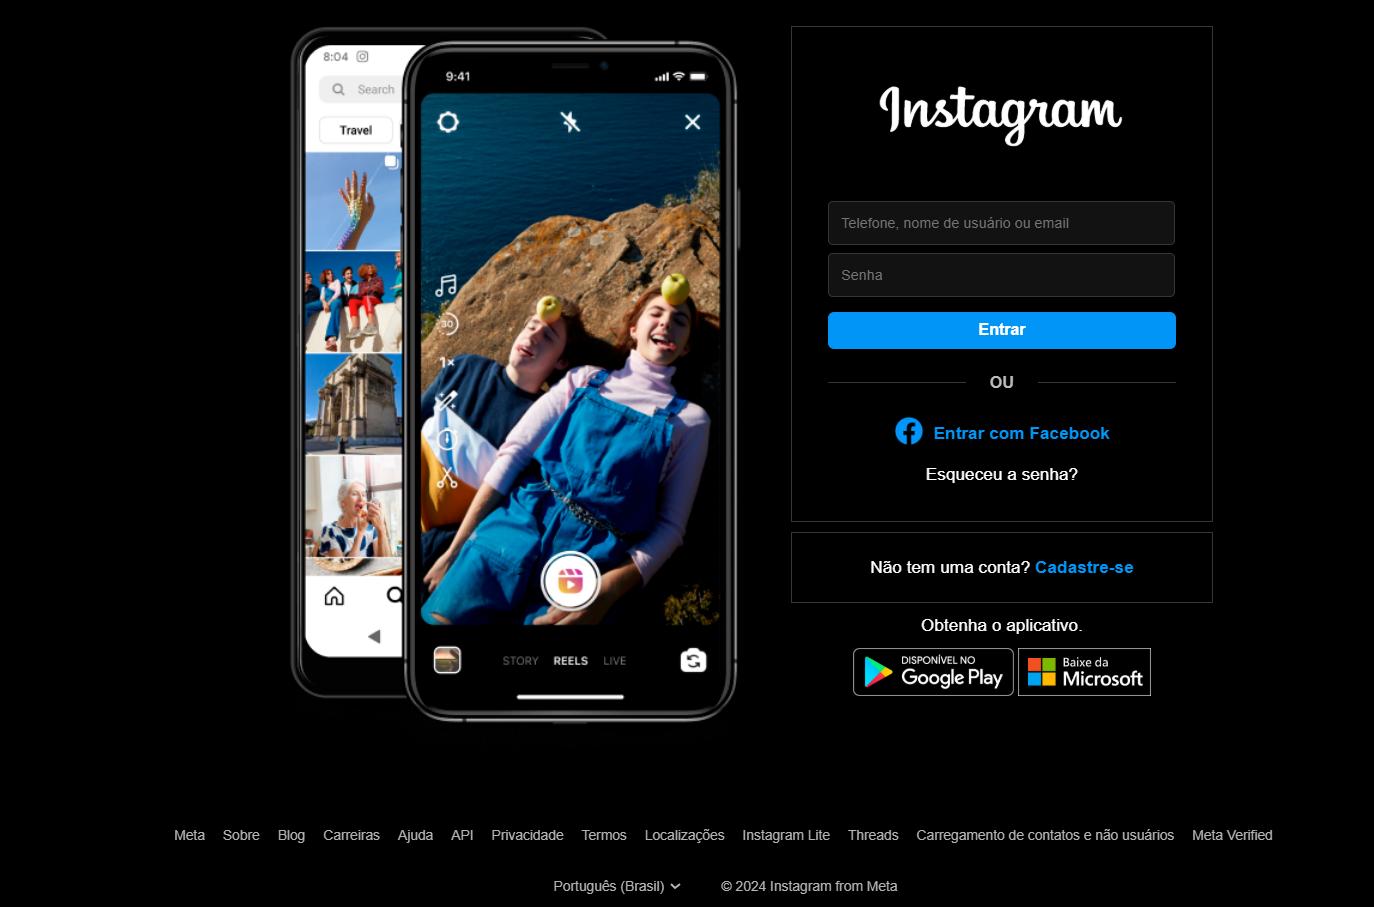 8:04
Search
Travel
9:41
30
1×
STORY REELS LIVE
Instagram
Telefone, nome de usuário ou email
Senha
Entrar
OU
Entrar com Facebook
Esqueceu a senha?
Não tem uma conta? Cadastre-se
Obtenha o aplicativo.
DISPONÍVEL NO
Google Play
Baixe da
Microsoft
Meta Sobre Blog Carreiras Ajuda API Privacidade Termos Localizações Instagram Lite Threads Carregamento de contatos e não usuários Meta Verified
Português (Brasil) © 2024 Instagram from Meta